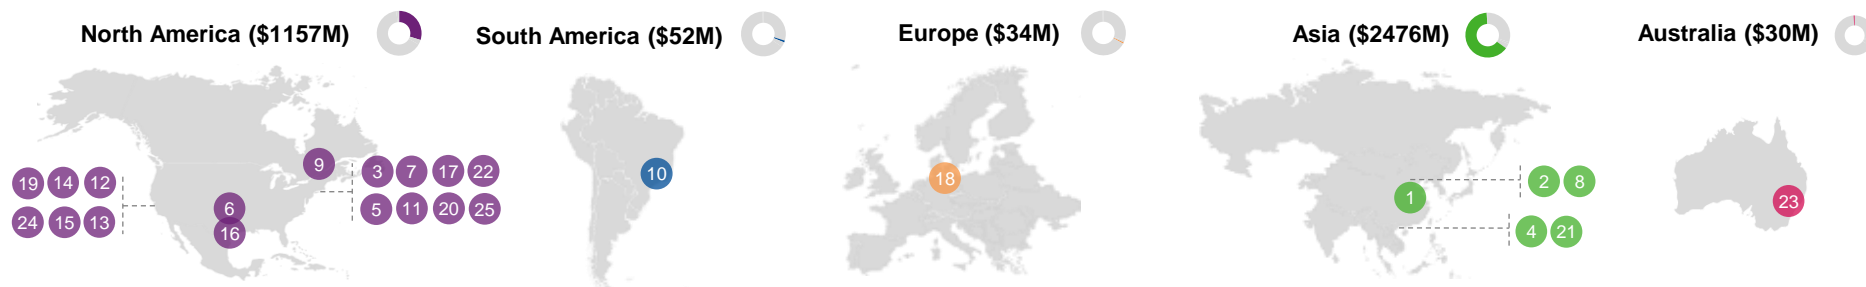 North America ($1157M)
South America ($52M)
Europe ($34M)
Asia ($2476M)
Australia ($30M)
19 14 12
24 15 13
6
16
9
3 7 17 22
5 11 20 25
10
18
1
2 8
4 21
23